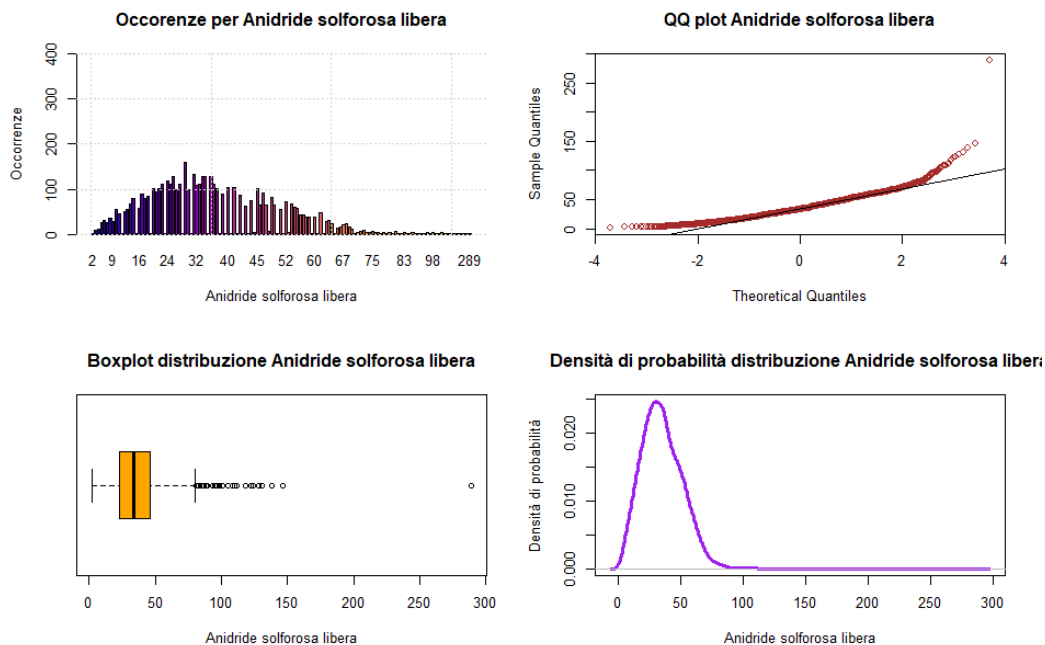 Occorenze per Anidride solforosa libera
Occorrenze
0 100 200 300 400
2 9 16 24 32 40 45 52 60 67 75 83 98 289
Anidride solforosa libera
QQ plot Anidride solforosa libera
Sample Quantiles
0 50 150 250
-4 -2 0 2 4
Theoretical Quantiles
Boxplot distribuzione Anidride solforosa libera
0 50 100 150 200 250 300
Anidride solforosa libera
Densità di probabilità distribuzione Anidride solforosa libera
Densità di probabilità
0.000 0.010 0.020
0 50 100 150 200 250 300
Anidride solforosa libera